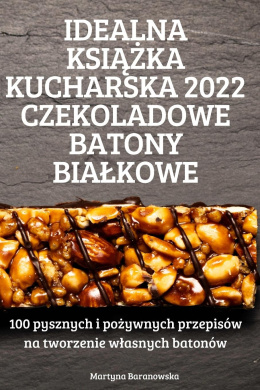 IDEALNA
KSIĄŻKA
KUCHARSKA 2022
CZEKOLADOWE
BATONY
BIAŁKOWE
100 pysznych i pożywnych przepisów
na tworzenie własnych batonów
Martyna Baranowska